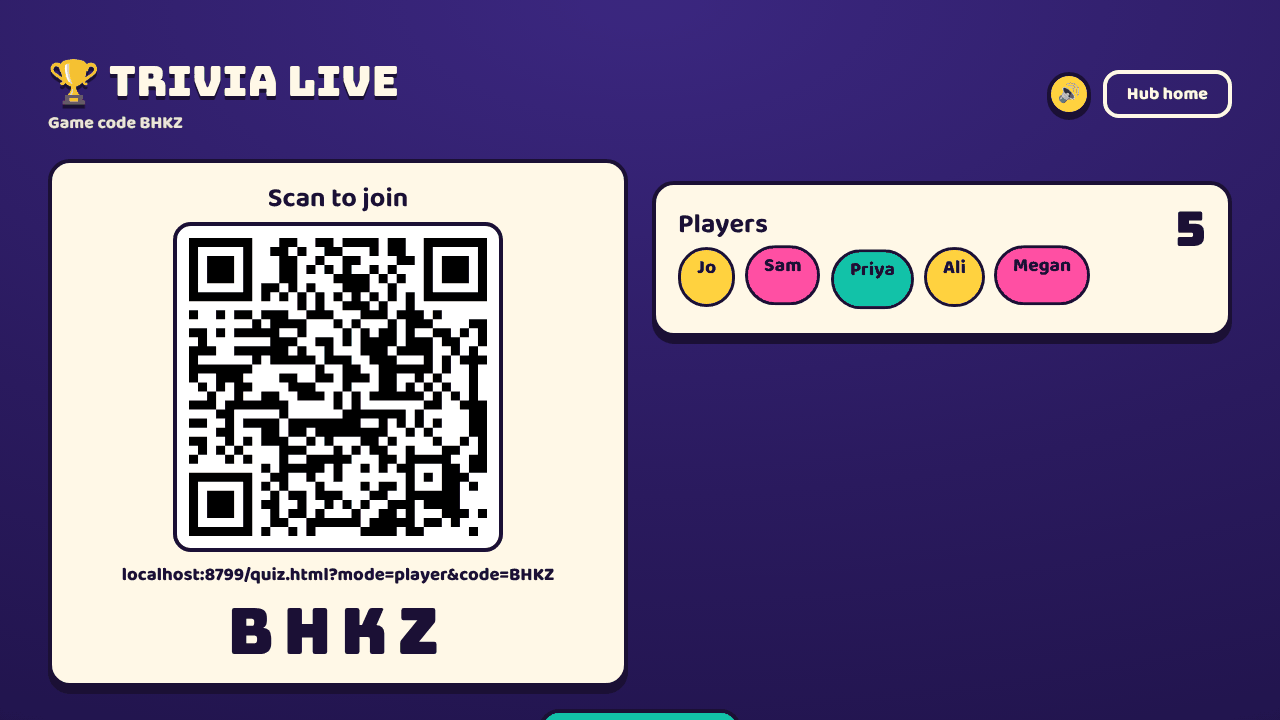 TRIVIA LIVE
Game code BHKZ
Hub home
Scan to join
localhost:8799/quiz.html?mode=player&code=BHKZ
BHKZ
Players
5
Jo Sam Priya Ali Megan